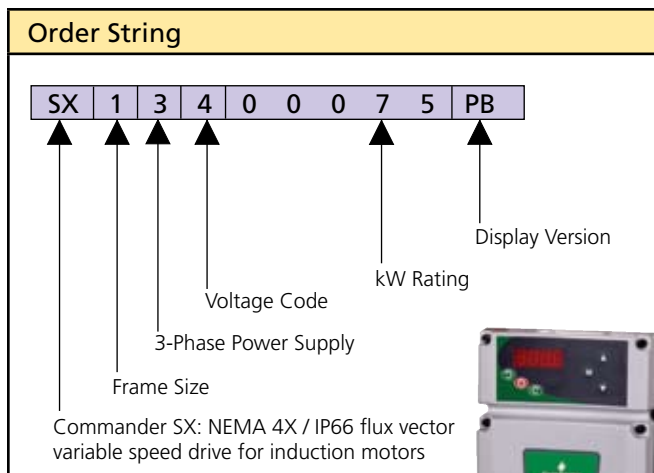 Order String
SX 1 3 4 0 0 0 7 5 PB
Display Version
kW Rating
Voltage Code
3-Phase Power Supply
Frame Size
Commander SX: NEMA 4X / IP66 flux vector
variable speed drive for induction motors